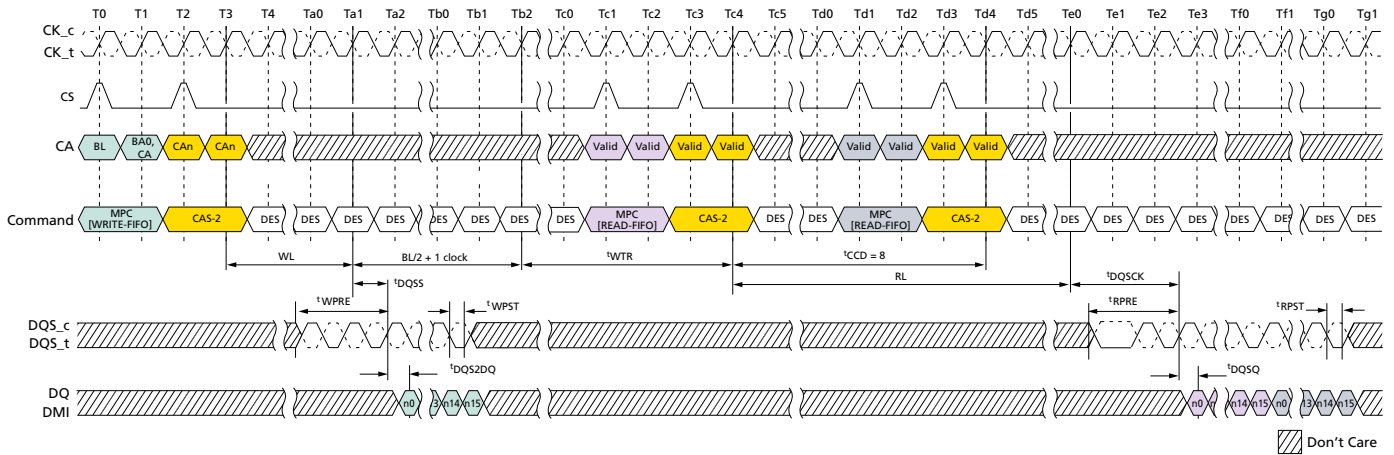 T0 T1 T2 T3 T4 Ta0 Ta1 Ta2 Tb0 Tb1 Tb2 Tc0 Tc1 Tc2 Tc3 Tc4 Tc5 Td0 Td1 Td2 Td3 Td4 Td5 Te0 Te1 Te2 Te3 Tf0 Tf1 Tg0 Tg1
CK_c
CK_t
CS
CA BL BA0, CA CAn CAn Valid Valid Valid Valid Valid Valid Valid Valid
Command MPC [WRITE-FIFO] CAS-2 DES DES DES DES DES DES DES DES MPC [READ-FIFO] CAS-2 DES DES MPC [READ-FIFO] CAS-2 DES DES DES DES DES DES DES DES DES
WL BL/2 + 1 clock tWTR tCCD = 8
tDQSS RL tDQSCK
tWPRE tWPST tRPRE tRPST
DQS_c
DQS_t
tDQS2DQ tDQSQ
DQ
DMI
n0 13 n14 n15 n0 n n14 n15 n0 13 n14 n15
Don't Care